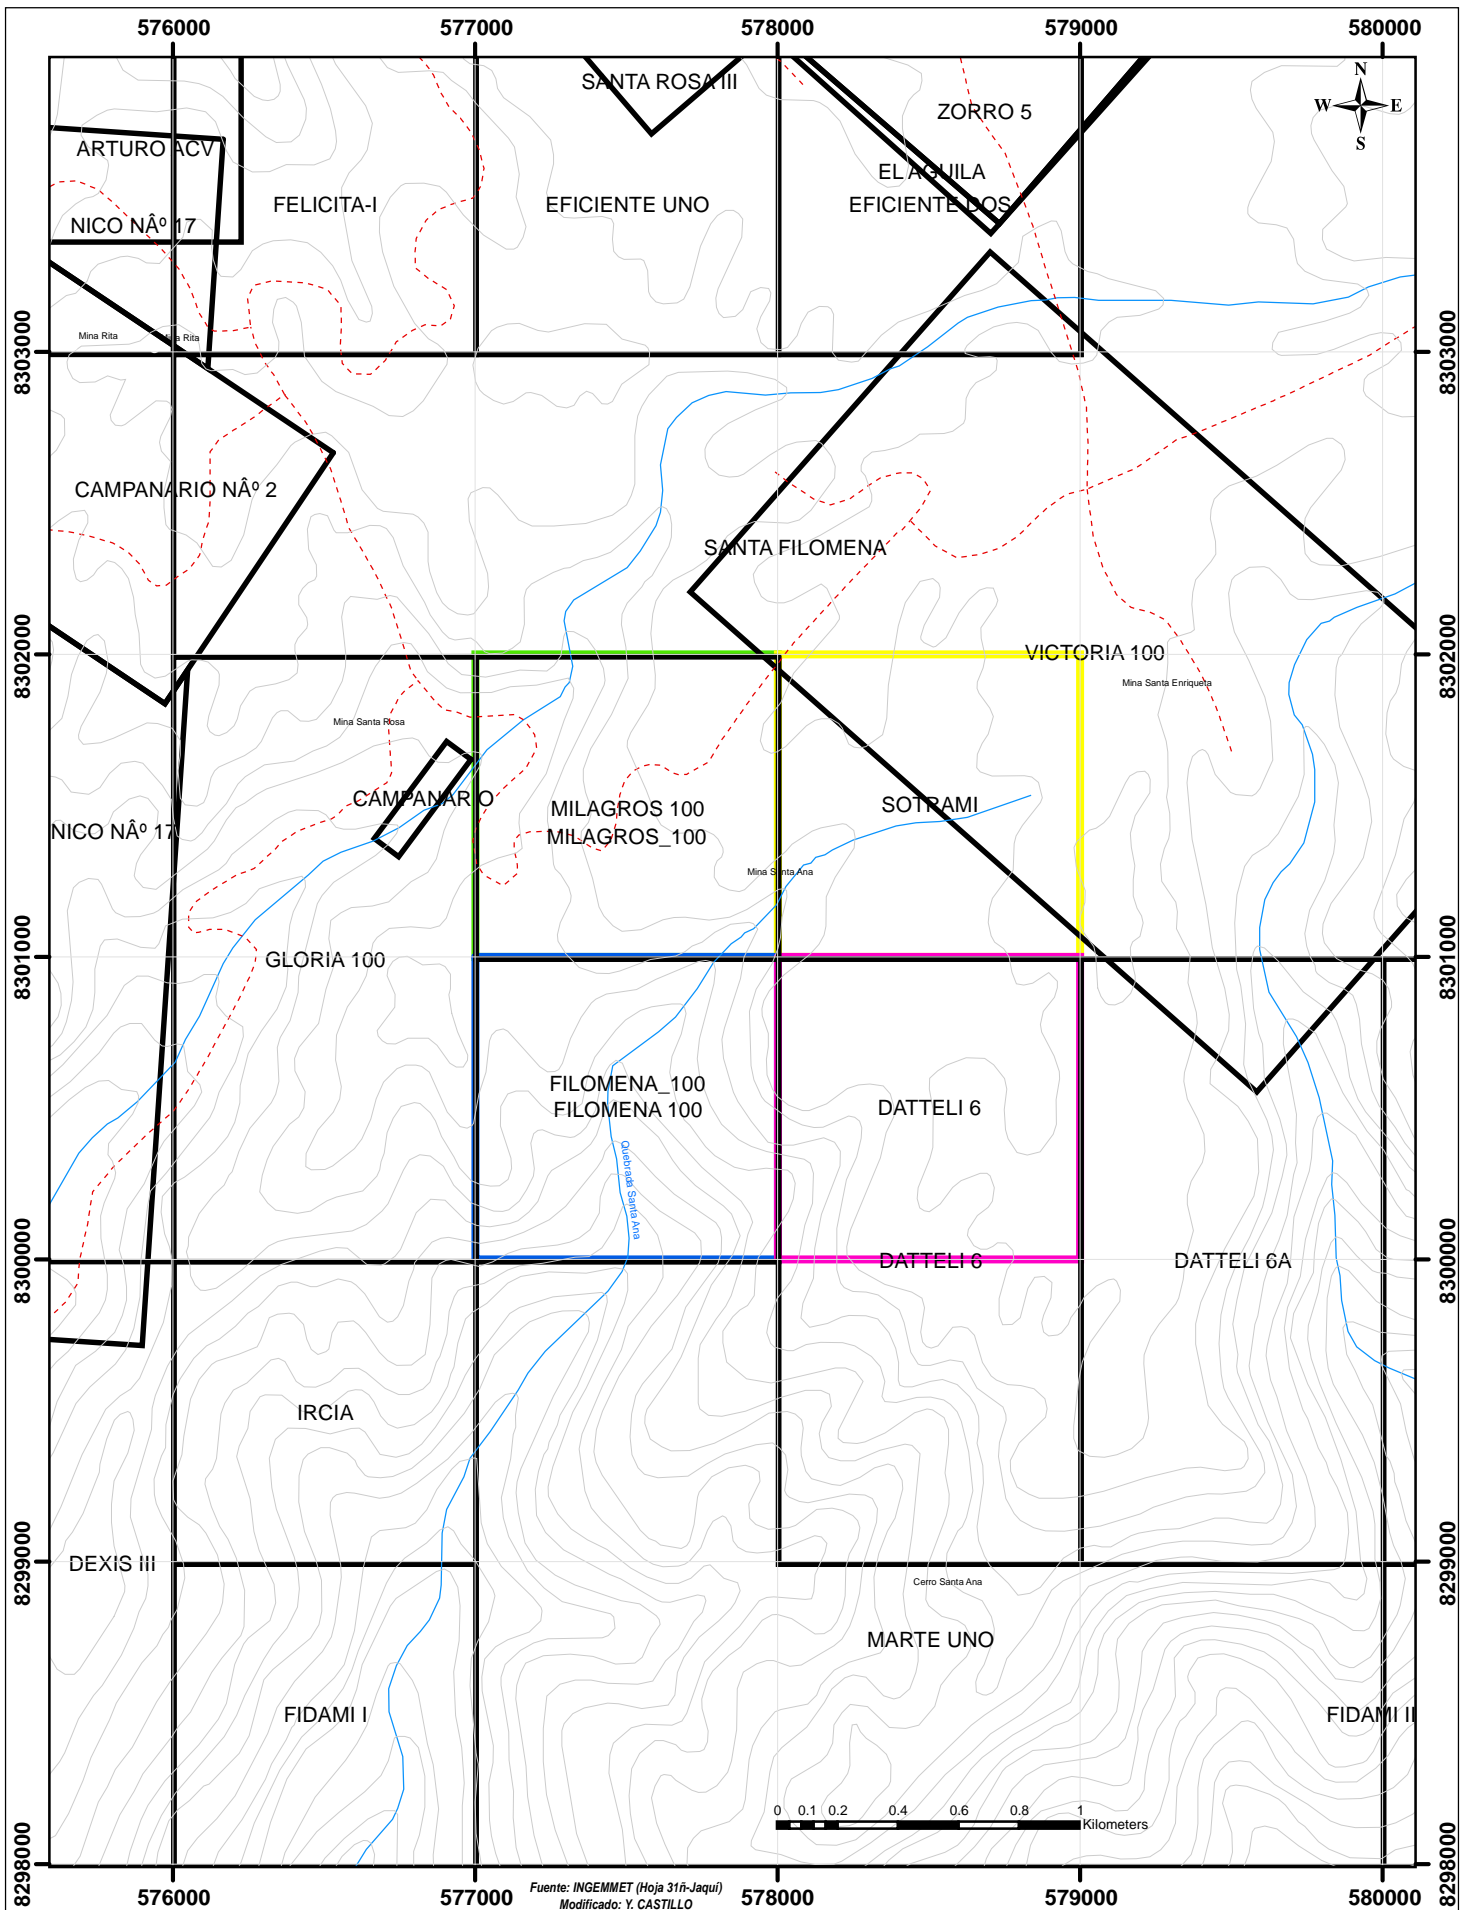 576000 577000 578000 579000 580000
N
W E
S
SANTA ROSA III
ZORRO 5
ARTURO ACV
EL AGUILA
NICO NÂº 17
FELICITA-I
EFICIENTE UNO
EFICIENTE DOS
Mina Rita
Rita
8303000
8303000
CAMPANARIO NÂº 2
SANTA FILOMENA
8302000
VICTORIA 100
8302000
Mina Santa Enriqueta
Mina Santa Rosa
CAMPANARIO
MILAGROS 100
MILAGROS_100
SOTRAMI
NICO NÂº 17
Mina Santa Ana
8301000
GLORIA 100
8301000
FILOMENA_100
FILOMENA 100
DATTELI 6
Quebrada Santa Ana
8300000
DATTELI 6
DATTELI 6A
8300000
IRCIA
8299000
DEXIS III
8299000
Cerro Santa Ana
MARTE UNO
FIDAMI I
FIDAMI II
0 0.1 0.2 0.4 0.6 0.8 1
Kilometers
8298000
8298000
576000 577000 578000 579000 580000
Fuente: INGEMMET (Hoja 31ñ-Jaquí)
Modificado: Y. CASTILLO